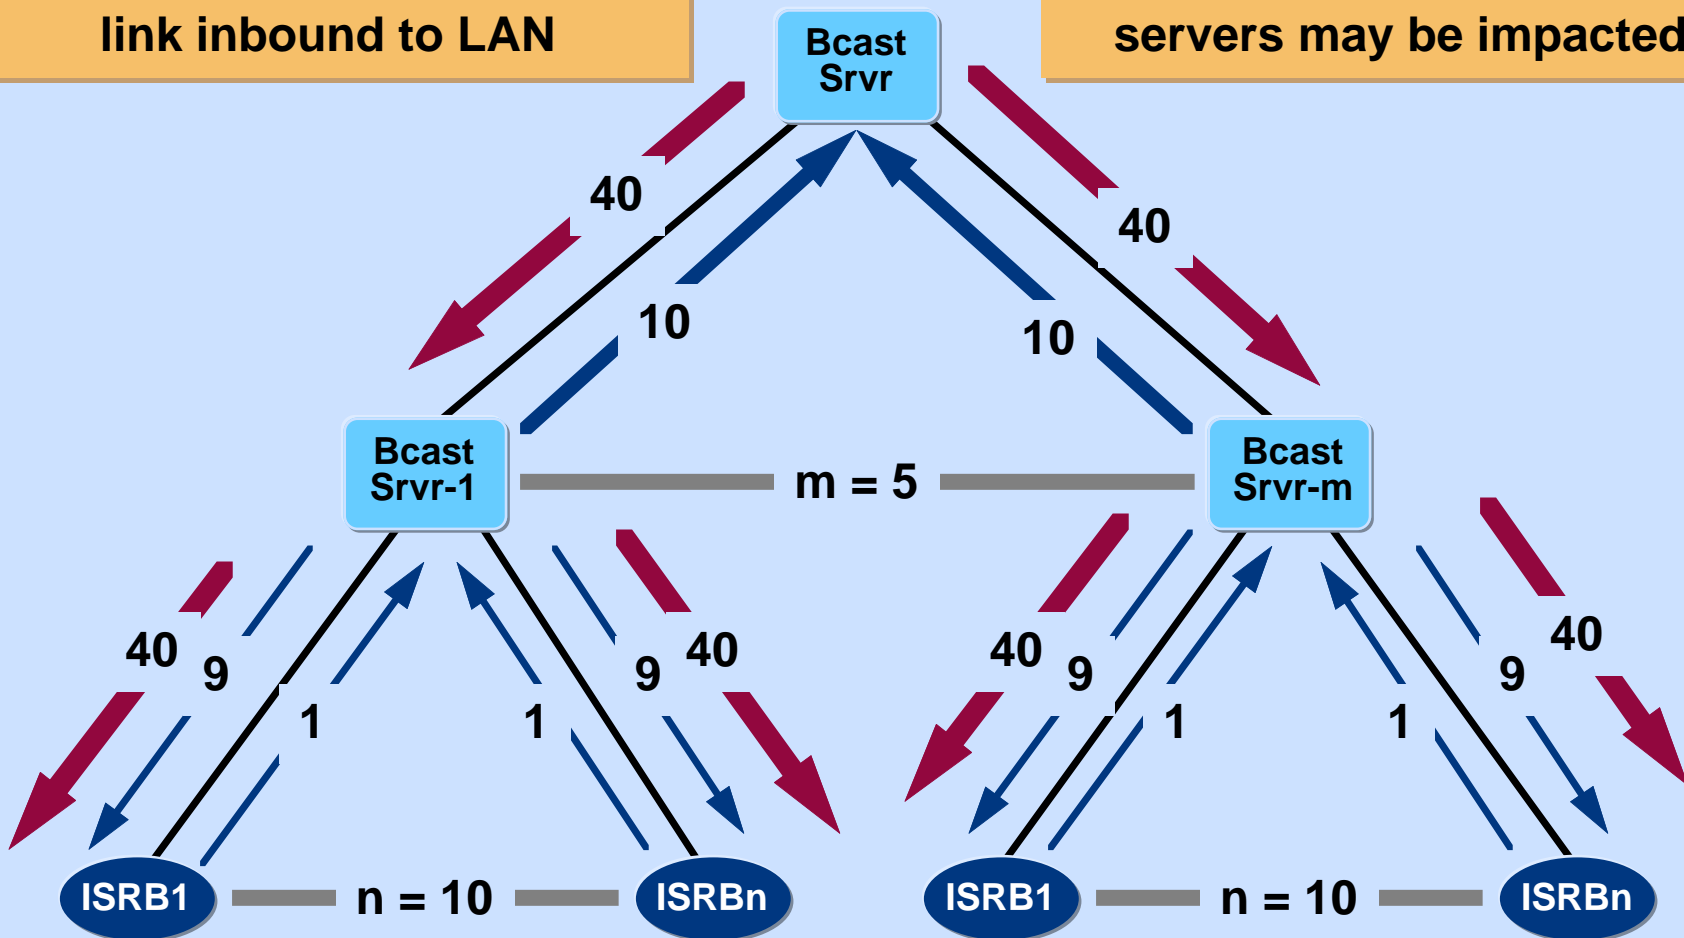 link inbound to LAN
servers may be impacted
Bcast
Srvr
40
40
10
10
Bcast
Srvr-1
m = 5
Bcast
Srvr-m
40
9
1
1
9
40
40
9
1
1
9
40
ISRB1
n = 10
ISRBn
ISRB1
n = 10
ISRBn